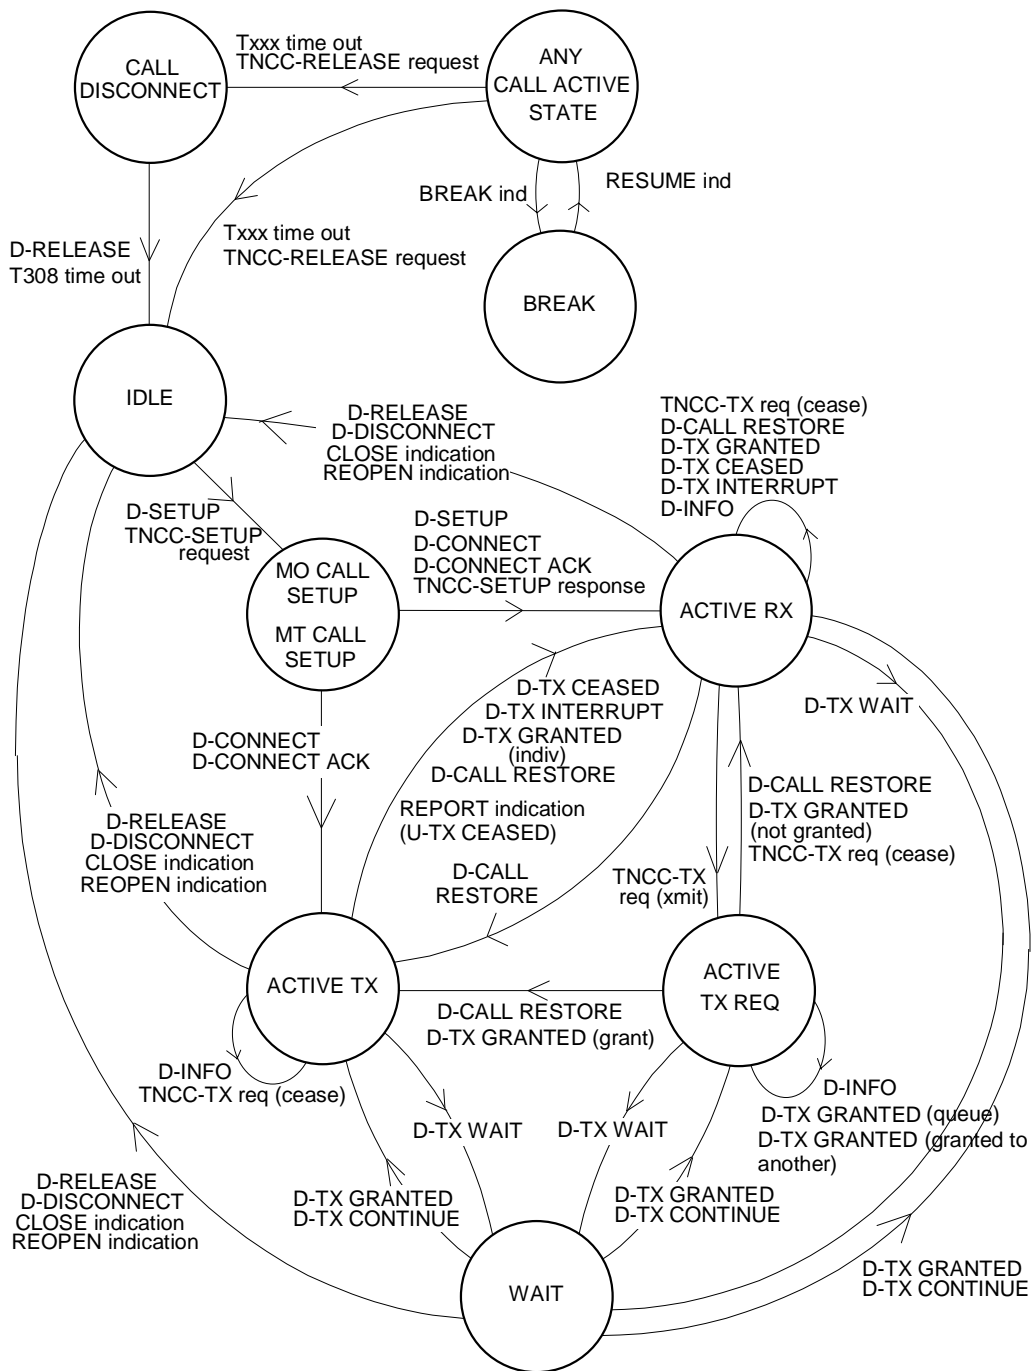 Txxx time out
TNCC-RELEASE request
CALL
DISCONNECT
ANY
CALL ACTIVE
STATE
BREAK ind
RESUME ind
D-RELEASE
T308 time out
Txxx time out
TNCC-RELEASE request
BREAK
IDLE
D-RELEASE
D-DISCONNECT
CLOSE indication
REOPEN indication
TNCC-TX req (cease)
D-CALL RESTORE
D-TX GRANTED
D-TX CEASED
D-TX INTERRUPT
D-INFO
D-SETUP
TNCC-SETUP
request
D-SETUP
D-CONNECT
D-CONNECT ACK
TNCC-SETUP response
MO CALL
SETUP
MT CALL
SETUP
ACTIVE RX
D-TX CEASED
D-TX INTERRUPT
D-TX GRANTED
(indiv)
D-CALL RESTORE
D-TX WAIT
D-CONNECT
D-CONNECT ACK
REPORT indication
(U-TX CEASED)
D-CALL RESTORE
D-TX GRANTED
(not granted)
TNCC-TX req (cease)
D-RELEASE
D-DISCONNECT
CLOSE indication
REOPEN indication
D-CALL
RESTORE
TNCC-TX
req (xmit)
ACTIVE TX
ACTIVE
TX REQ
D-CALL RESTORE
D-TX GRANTED (grant)
D-INFO
TNCC-TX req (cease)
D-INFO
D-TX GRANTED (queue)
D-TX GRANTED (granted to
another)
D-TX WAIT
D-TX WAIT
D-RELEASE
D-DISCONNECT
CLOSE indication
REOPEN indication
D-TX GRANTED
D-TX CONTINUE
D-TX GRANTED
D-TX CONTINUE
D-TX GRANTED
D-TX CONTINUE
WAIT